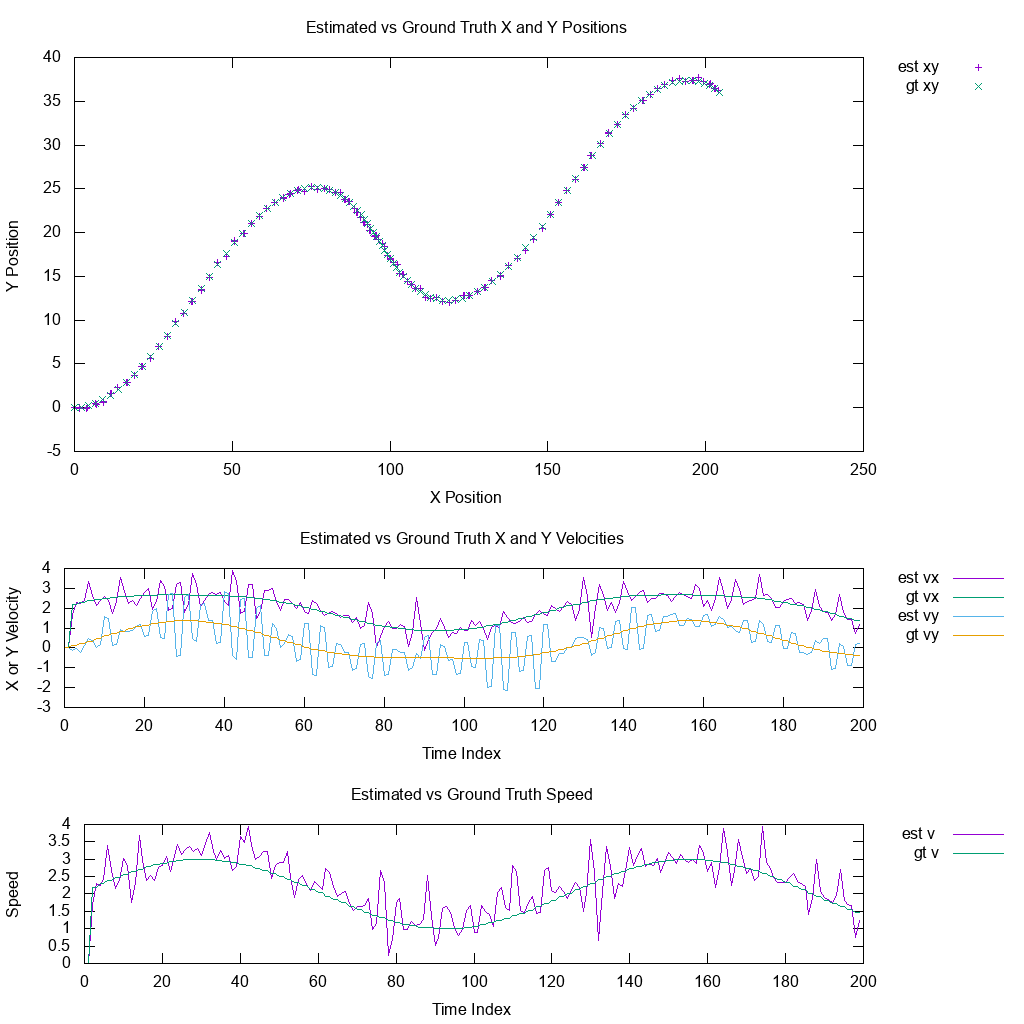 Estimated vs Ground Truth X and Y Positions
40
35
30
25
20
15
10
5
0
-5
0 50 100 150 200 250
Y Position
X Position
est xy
gt xy
Estimated vs Ground Truth X and Y Velocities
4
3
2
1
0
-1
-2
-3
0 20 40 60 80 100 120 140 160 180 200
X or Y Velocity
Time Index
est vx
gt vx
est vy
gt vy
Estimated vs Ground Truth Speed
4
3.5
3
2.5
2
1.5
1
0.5
0
0 20 40 60 80 100 120 140 160 180 200
Speed
Time Index
est v
gt v